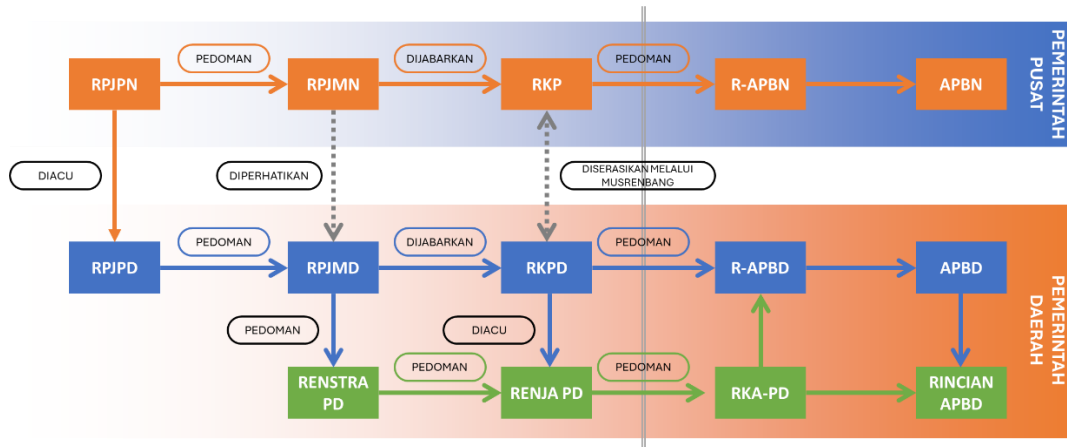 PEDOMAN
DIJABARKAN
PEDOMAN
RPJPN
RPJMN
RKP
R-APBN
APBN
PEMERINTAH
PUSAT
DIACU
DIPERHATIKAN
DISERASIKAN MELALUI
MUSRENBANG
PEDOMAN
DIJABARKAN
PEDOMAN
RPJPD
RPJMD
RKPD
R-APBD
APBD
PEMERINTAH
DAERAH
PEDOMAN
DIACU
PEDOMAN
PEDOMAN
RENSTRA
PD
RENJA PD
RKA-PD
RINCIAN
APBD